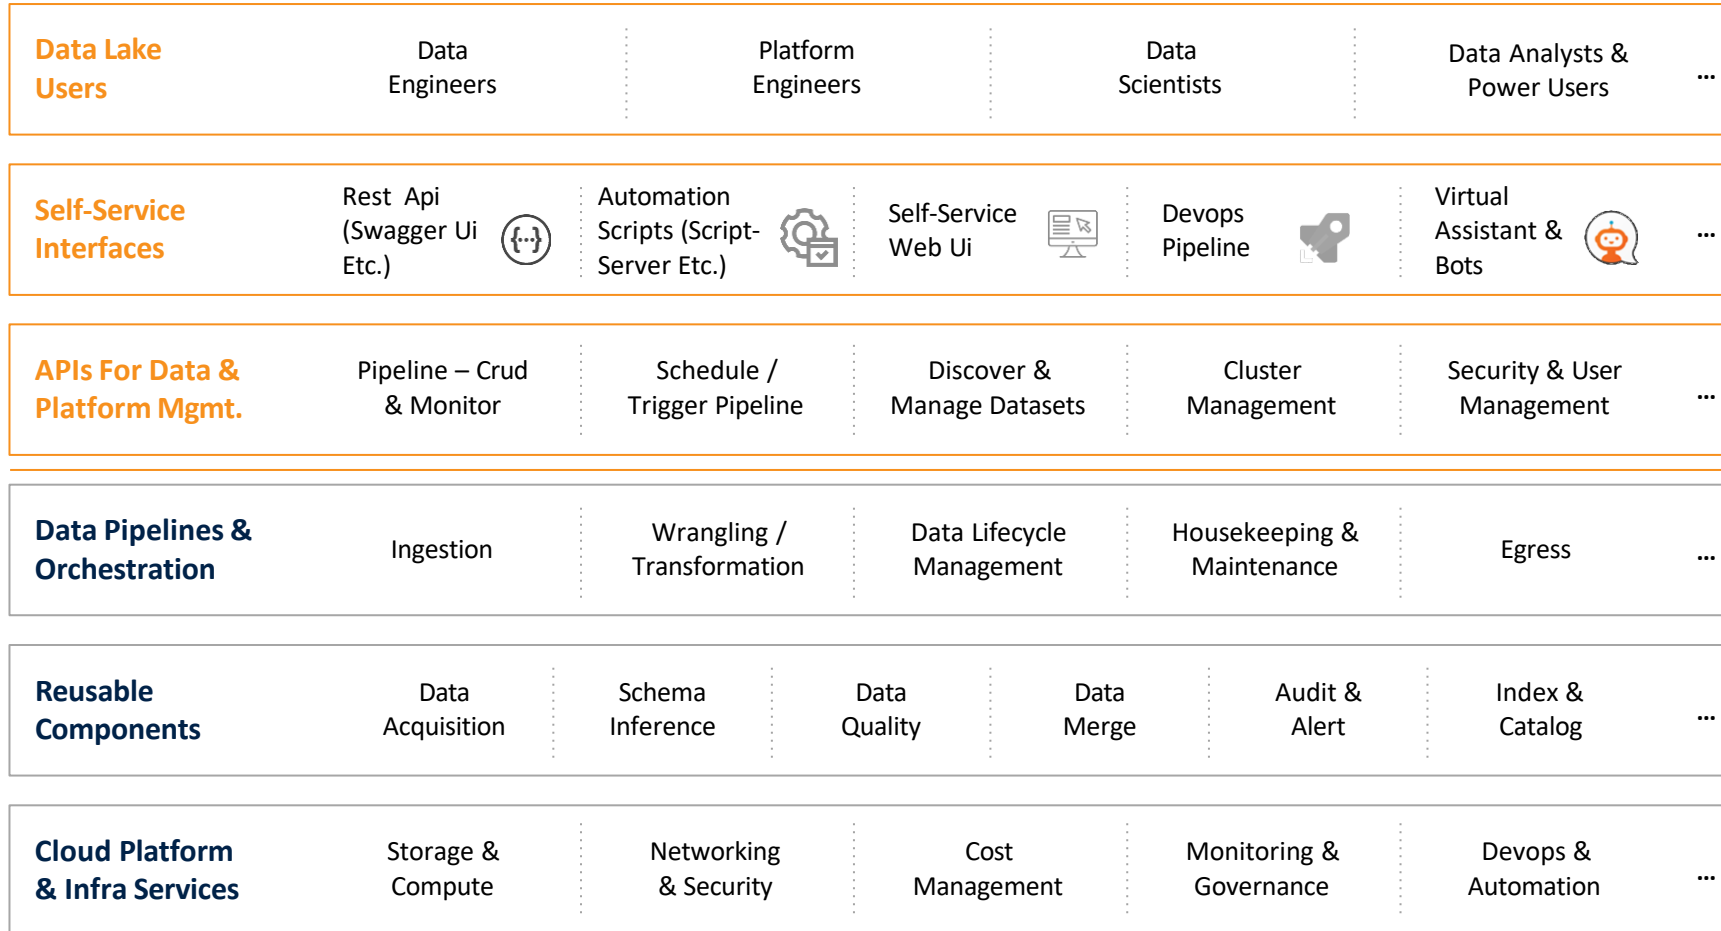 Data Lake
Users
Data
Engineers
Platform
Engineers
Data
Scientists
Data Analysts &
Power Users
...
Self-Service
Interfaces
Rest Api
(Swagger Ui
Etc.)
{...}
Automation
Scripts (Script-
Server Etc.)
Self-Service
Web Ui
Devops
Pipeline
Virtual
Assistant &
Bots
...
APIs For Data &
Platform Mgmt.
Pipeline – Crud
& Monitor
Schedule /
Trigger Pipeline
Discover &
Manage Datasets
Cluster
Management
Security & User
Management
...
Data Pipelines &
Orchestration
Ingestion
Wrangling /
Transformation
Data Lifecycle
Management
Housekeeping &
Maintenance
Egress
...
Reusable
Components
Data
Acquisition
Schema
Inference
Data
Quality
Data
Merge
Audit &
Alert
Index &
Catalog
...
Cloud Platform
& Infra Services
Storage &
Compute
Networking
& Security
Cost
Management
Monitoring &
Governance
Devops &
Automation
...